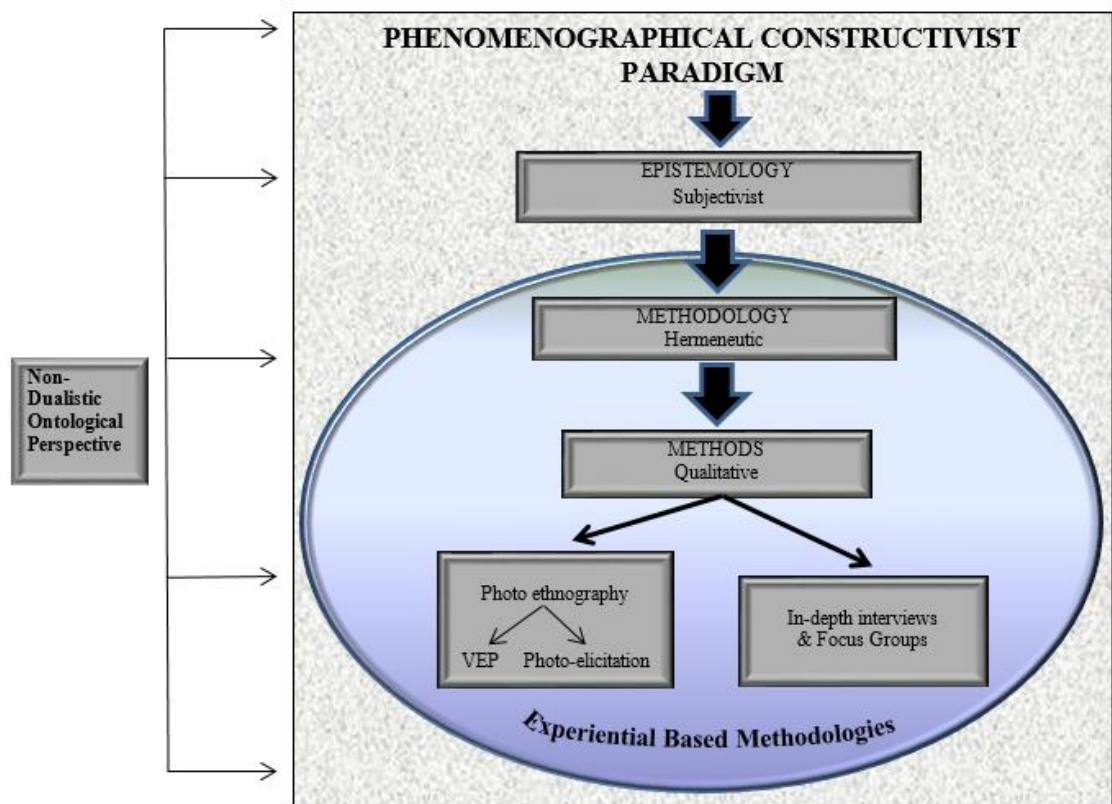 PHENOMENOGRAPHICAL CONSTRUCTIVIST
PARADIGM
EPISTEMOLOGY
Subjectivist
METHODOLOGY
Hermeneutic
Non-
Dualistic
Ontological
Perspective
METHODS
Qualitative
Photo ethnography
VEP Photo-elicitation
In-depth interviews
& Focus Groups
Experiential Based Methodologies